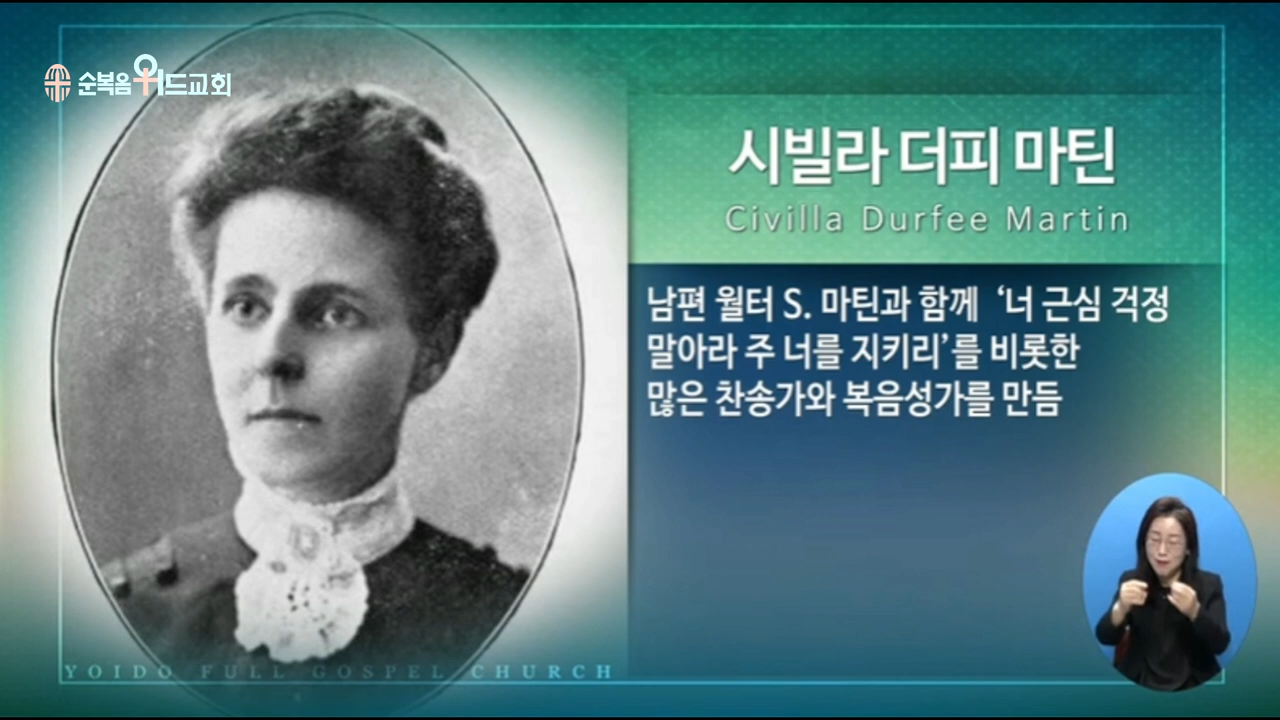 순복음위드교회
시빌라 더피 마틴
Civilla Durfee Martin
남편 월터 S. 마틴과 함께 ‘너 근심 걱정
말아라 주 너를 지키리’를 비롯한
많은 찬송가와 복음성가를 만듬
YOIDO FULL GOSPEL CHURCH